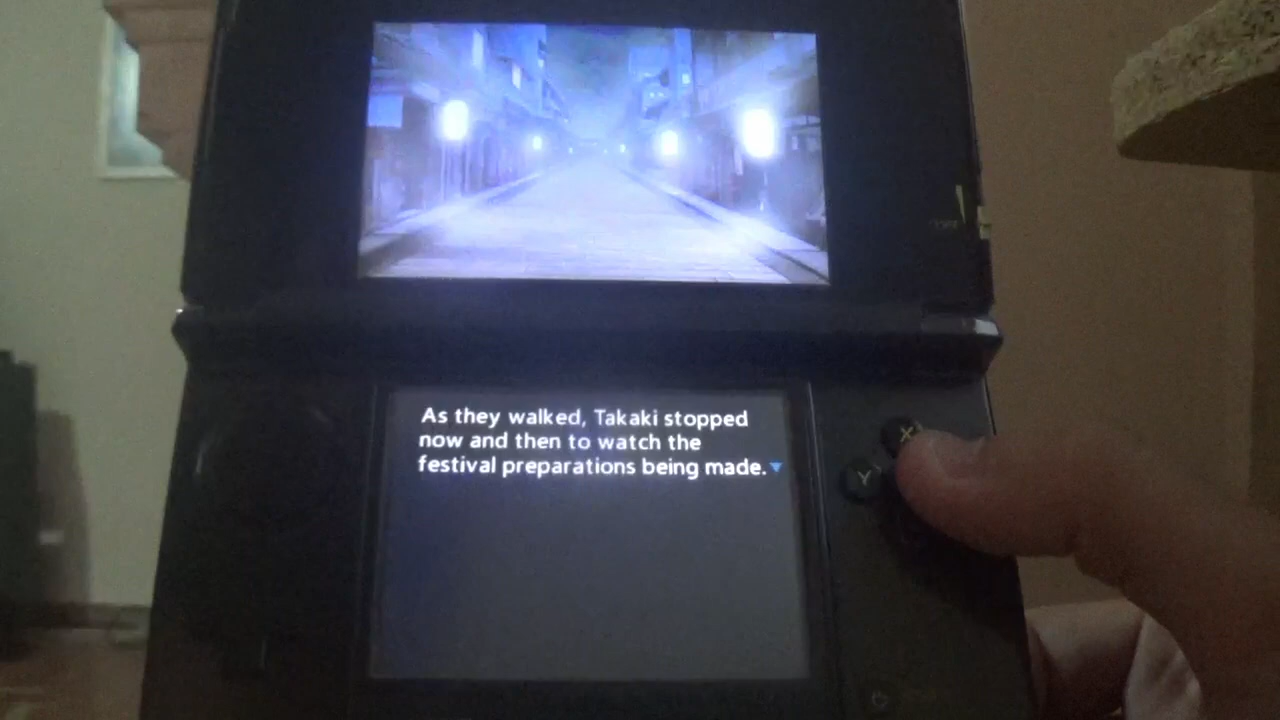 As they walked, Takaki stopped
now and then to watch the
festival preparations being made.
X
Y